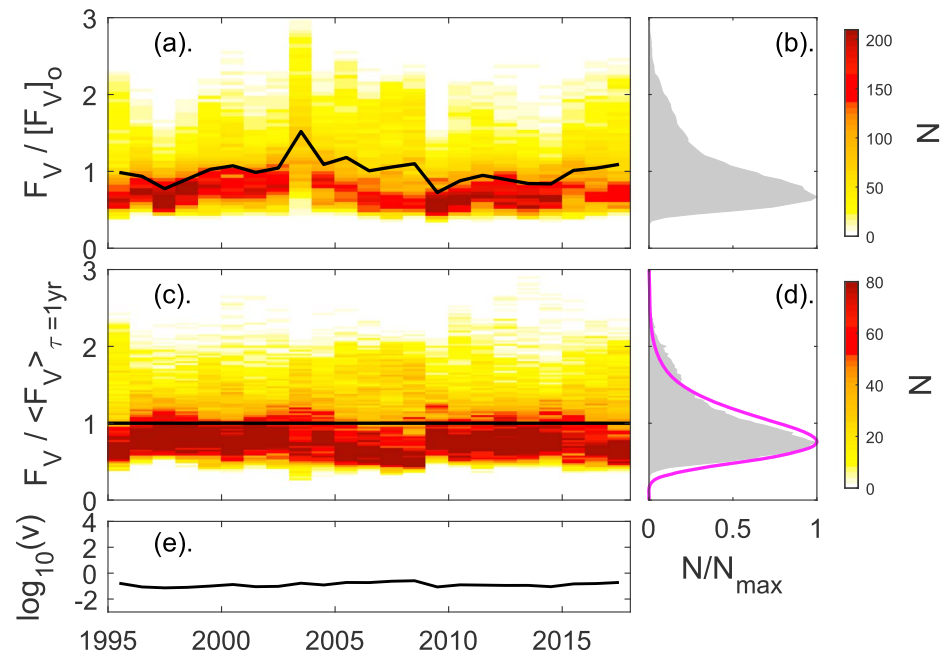 3
2
1
0
F_V / [F_V]_o
(a).
(b).
200
150
100
50
0
N
3
2
1
0
F_V / <F_V>_{τ =1yr}
(c).
(d).
80
60
40
20
0
N
0 0.5 1
N/N_max
4
2
0
-2
log_10(v)
(e).
1995 2000 2005 2010 2015